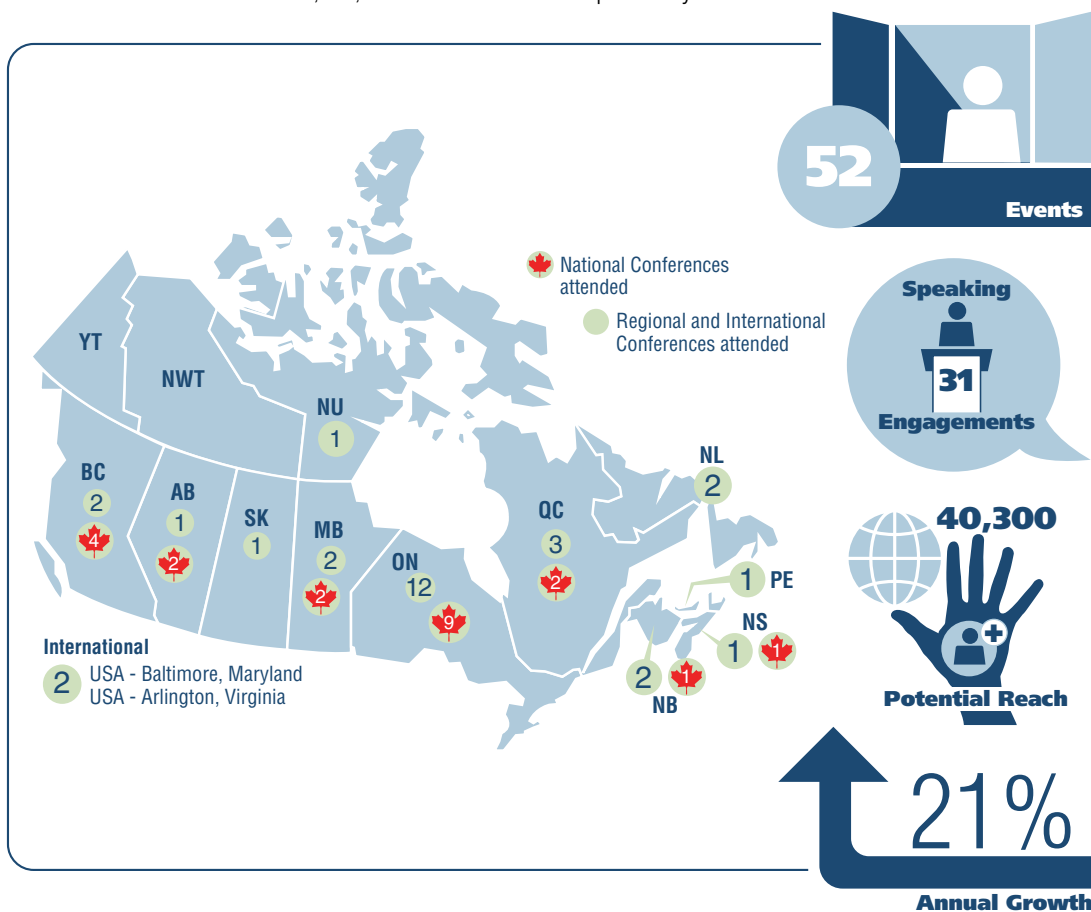 52
Events
National Conferences
attended
Regional and International
Conferences attended
Speaking
31
Engagements
YT
NWT
NU
1
BC
2
4
AB
1
2
SK
1
MB
2
2
ON
12
9
QC
3
2
NL
2
1 PE
NS
1 1
2 1
NB
International
2
USA - Baltimore, Maryland
USA - Arlington, Virginia
40,300
Potential Reach
21%
Annual Growth